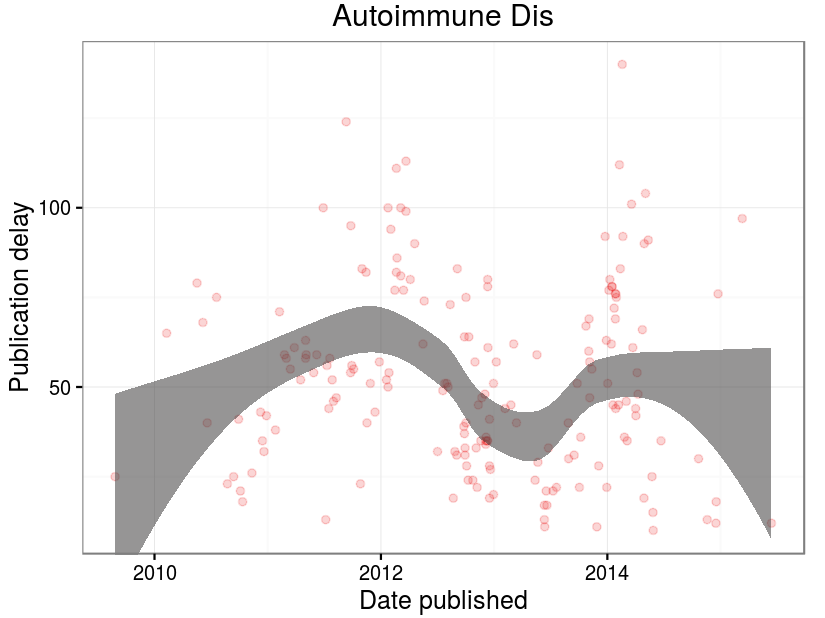 Autoimmune Dis
Publication delay
100
50
2010 2012 2014
Date published